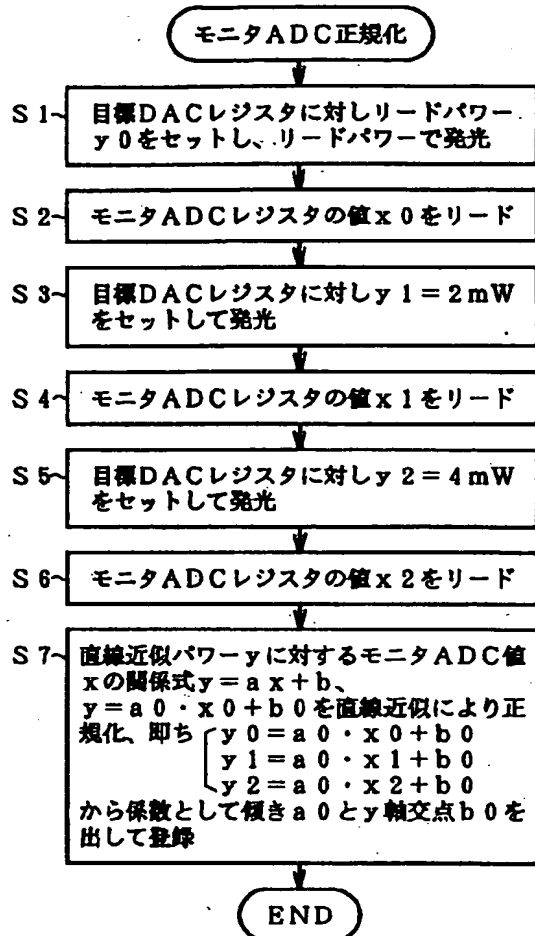 モニタADC正規化
S1~ 目標DACレジスタに対しリードパワー
y0をセットし、リードパワーで発光
S2~ モニタADCレジスタの値x0をリード
S3~ 目標DACレジスタに対しy1=2mW
をセットして発光
S4~ モニタADCレジスタの値x1をリード
S5~ 目標DACレジスタに対しy2=4mW
をセットして発光
S6~ モニタADCレジスタの値x2をリード
S7~ 直線近似パワーyに対するモニタADC値
xの関係式y=ax+b、
y=a0・x0+b0を直線近似により正
規化、即ち y0=a0・x0+b0
y1=a0・x1+b0
y2=a0・x2+b0
から係数として傾きa0とy軸交点b0を
出して登録
END